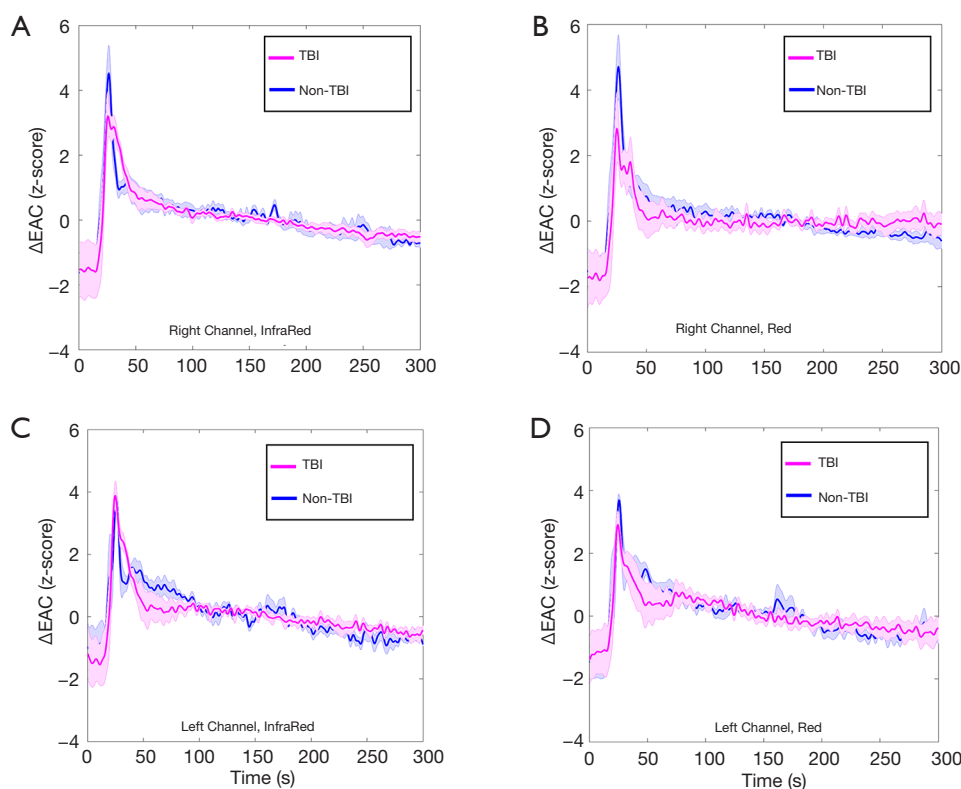 A
ΔEAC (z-score)
6
4
2
0
−2
−4
TBI
Non-TBI
Right Channel, InfraRed
0 50 100 150 200 250 300
B
ΔEAC (z-score)
6
4
2
0
−2
−4
TBI
Non-TBI
Right Channel, Red
0 50 100 150 200 250 300
C
ΔEAC (z-score)
6
4
2
0
−2
−4
TBI
Non-TBI
Left Channel, InfraRed
0 50 100 150 200 250 300
Time (s)
D
ΔEAC (z-score)
6
4
2
0
−2
−4
TBI
Non-TBI
Left Channel, Red
0 50 100 150 200 250 300
Time (s)